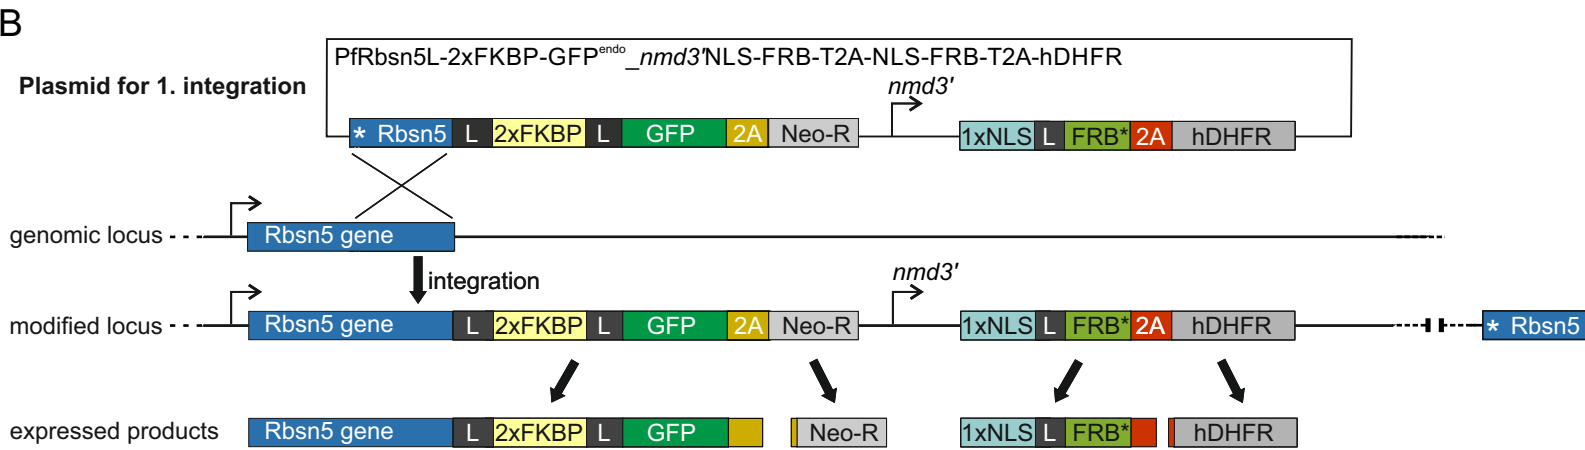 B
PfRbsn5L-2xFKBP-GFPendo_nmd3'NLS-FRB-T2A-NLS-FRB-T2A-hDHFR
Plasmid for 1. integration
nmd3'
* Rbsn5 L 2xFKBP L GFP 2A Neo-R 1xNLS L FRB* 2A hDHFR
genomic locus Rbsn5 gene
integration
nmd3'
modified locus Rbsn5 gene L 2xFKBP L GFP 2A Neo-R 1xNLS L FRB* 2A hDHFR * Rbsn5
expressed products Rbsn5 gene L 2xFKBP L GFP Neo-R 1xNLS L FRB* hDHFR